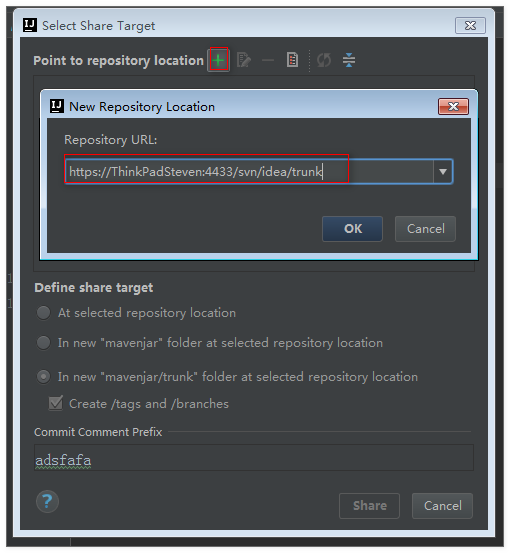 Select Share Target
Point to repository location
New Repository Location
Repository URL:
https://ThinkPadSteven:4433/svn/idea/trunk
OK Cancel
Define share target
At selected repository location
In new "mavenjar" folder at selected repository location
In new "mavenjar/trunk" folder at selected repository location
Create /tags and /branches
Commit Comment Prefix
adsfafa
? Share Cancel